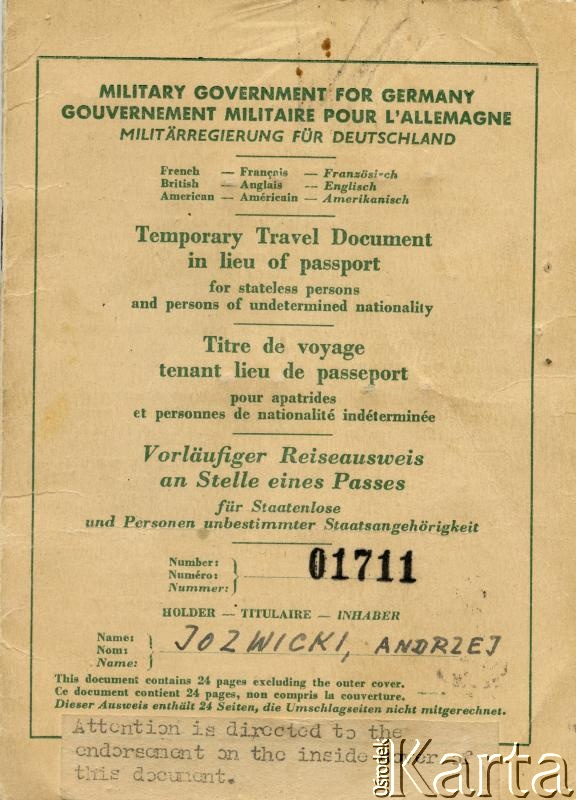 MILITARY GOVERNMENT FOR GERMANY
GOUVERNEMENT MILITAIRE POUR L'ALLEMAGNE
MILITÄRREGIERUNG FÜR DEUTSCHLAND
French — Français — Französisch
British — Anglais — Englisch
American — Américain — Amerikanisch
Temporary Travel Document
in lieu of passport
for stateless persons
and persons of undetermined nationality
Titre de voyage
tenant lieu de passeport
pour apatrides
et personnes de nationalité indéterminée
Vorläufiger Reiseausweis
an Stelle eines Passes
für Staatenlose
und Personen unbestimmter Staatsangehörigkeit
Number:
Numéro: 01711
Nummer:
HOLDER — TITULAIRE — INHABER
Name:
Nom: JOZWICKI, ANDRZEJ
Name:
This document contains 24 pages excluding the outer cover.
Ce document contient 24 pages, non compris la couverture.
Dieser Ausweis enthält 24 Seiten, die Umschlagseiten nicht mitgerechnet.
Attention is directed to the
endorsement on the inside cover of
this document.
Ośrodek Karta